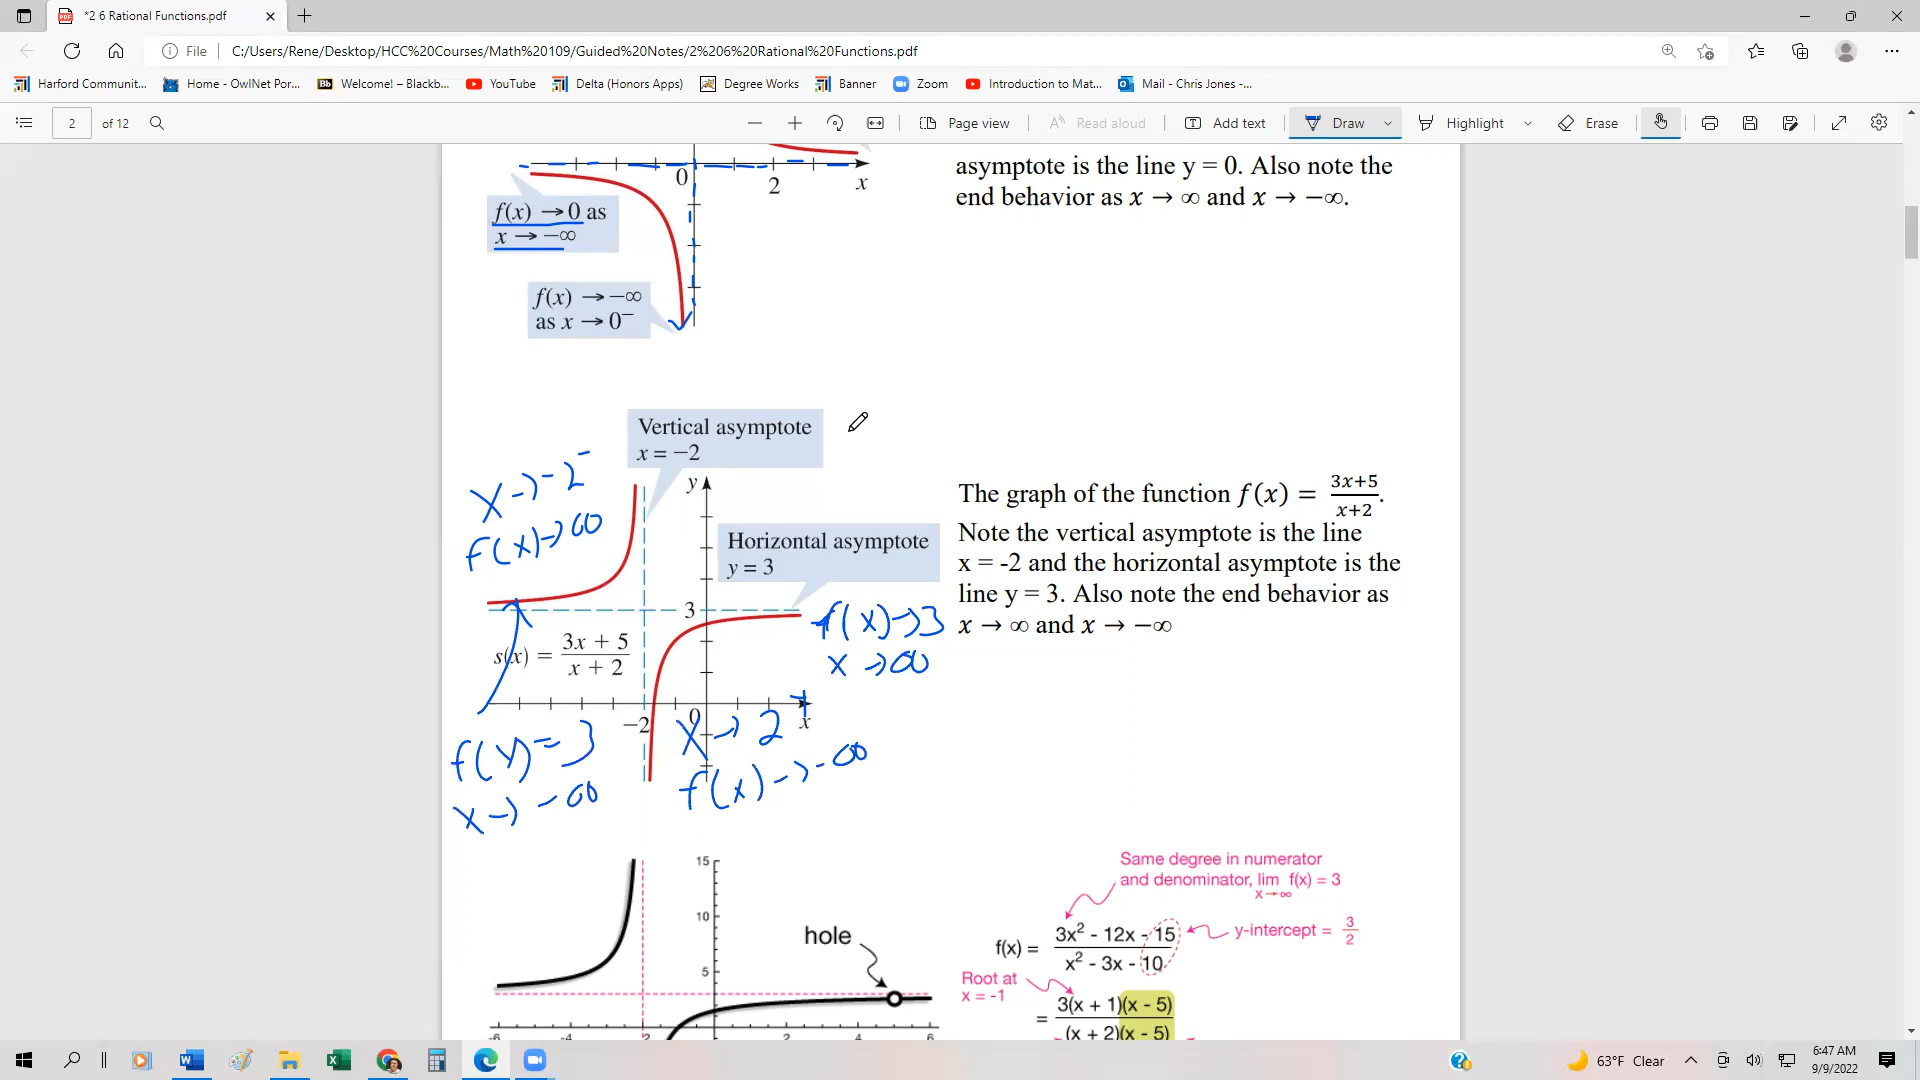 *2 6 Rational Functions.pdf
File
C:/Users/Rene/Desktop/HCC%20Courses/Math%20109/Guided%20Notes/2%206%20Rational%20Functions.pdf
Harford Communit...
Home - OwlNet Por...
Bb Welcome! – Blackb...
YouTube
Delta (Honors Apps)
Degree Works
Banner
Zoom
Introduction to Mat...
Mail - Chris Jones -...
2 of 12
Page view
Read aloud
Add text
Draw
Highlight
Erase
0 2 x
asymptote is the line y = 0. Also note the
end behavior as x → ∞ and x → −∞.
f(x) → 0 as
x → −∞
f(x) → −∞
as x → 0⁻
Vertical asymptote
x = −2
x → -2⁻
f(x) → ∞
y
Horizontal asymptote
y = 3
The graph of the function f(x) = (3x+5)/(x+2).
Note the vertical asymptote is the line
x = -2 and the horizontal asymptote is the
line y = 3. Also note the end behavior as
x → ∞ and x → −∞
3
f(x) → 3
x → ∞
s(x) = (3x + 5)/(x + 2)
−2 0 x
f(x) = 3
x → -∞
x → 2⁺
f(x) → -∞
15
10
5
hole
-6 -4 -2 2 4 6
Same degree in numerator
and denominator, lim f(x) = 3
x→∞
f(x) = (3x² - 12x - 15)/(x² - 3x - 10)
y-intercept = 3/2
Root at
x = -1
= 3(x + 1)(x - 5)
(x + 2)(x - 5)
63°F Clear
6:47 AM
9/9/2022